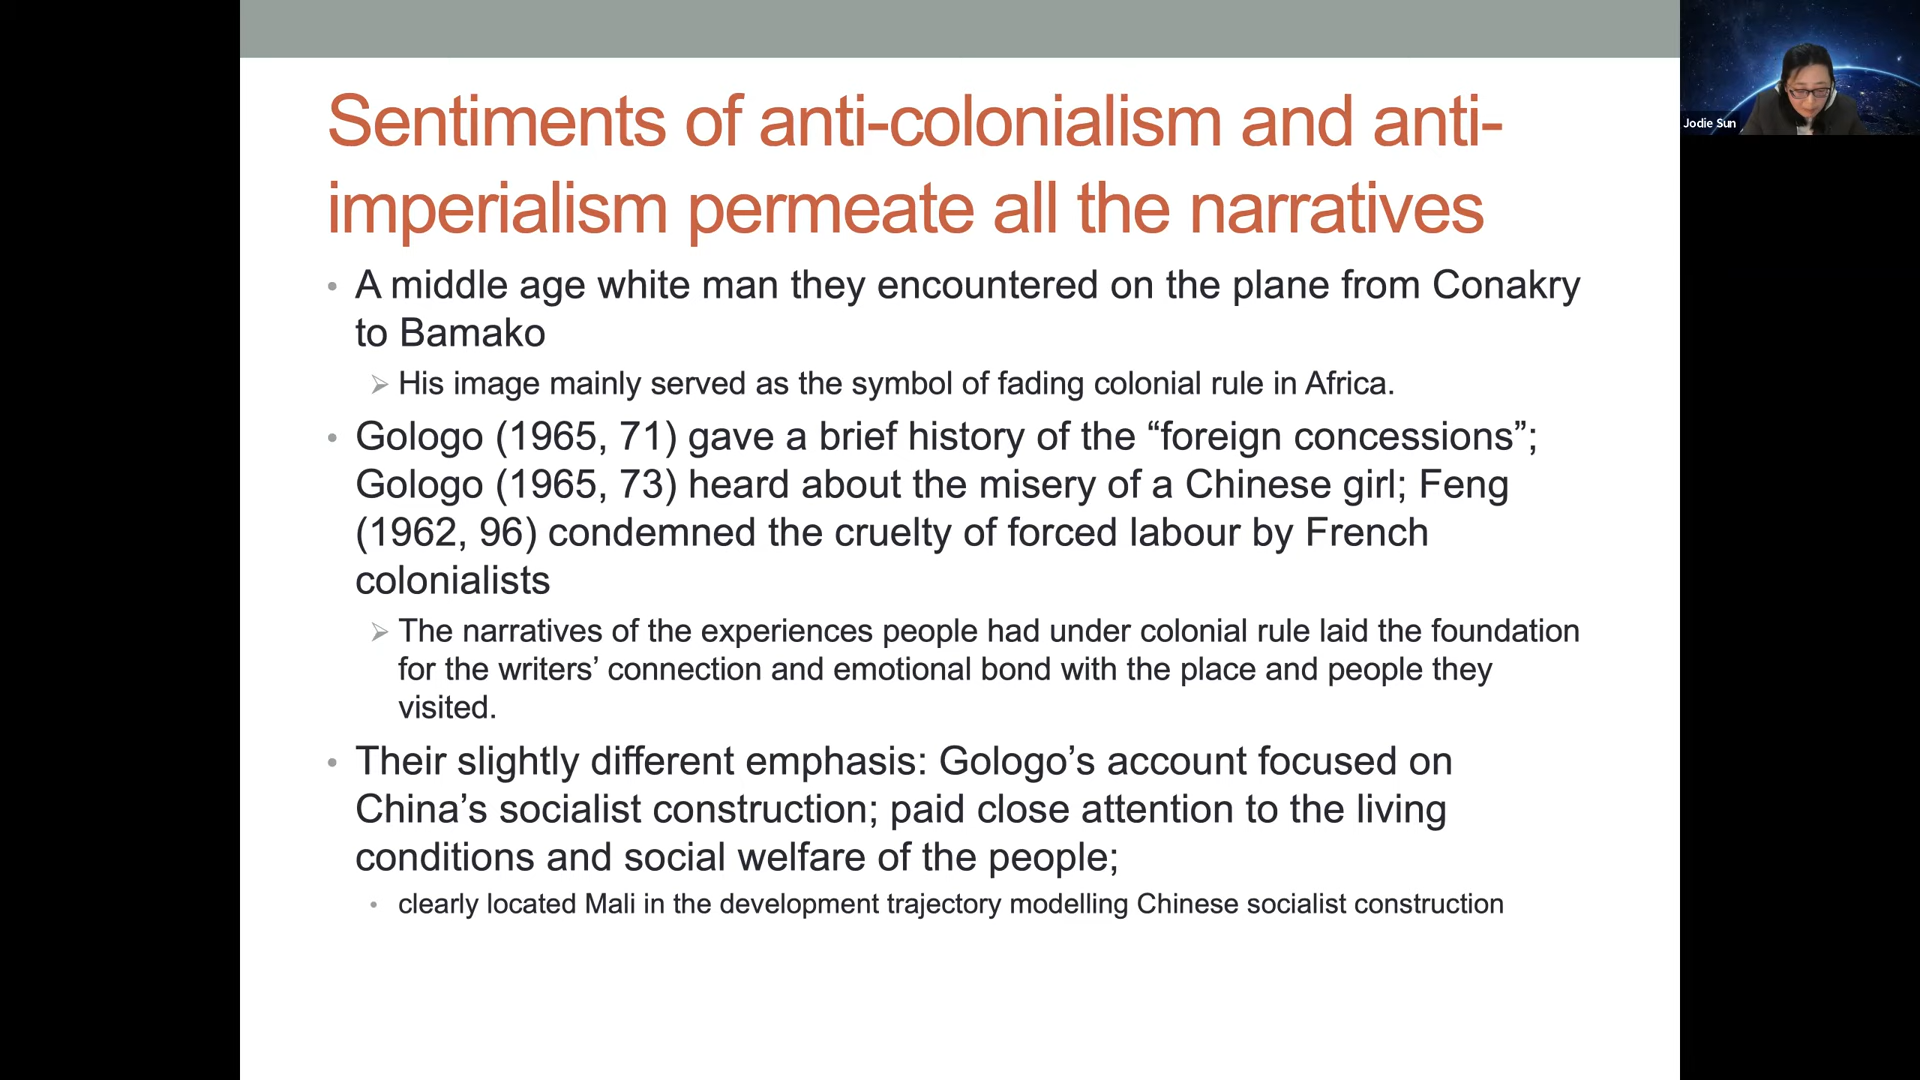 Sentiments of anti-colonialism and anti-
imperialism permeate all the narratives
• A middle age white man they encountered on the plane from Conakry
to Bamako
➢ His image mainly served as the symbol of fading colonial rule in Africa.
• Gologo (1965, 71) gave a brief history of the “foreign concessions”;
Gologo (1965, 73) heard about the misery of a Chinese girl; Feng
(1962, 96) condemned the cruelty of forced labour by French
colonialists
➢ The narratives of the experiences people had under colonial rule laid the foundation
for the writers’ connection and emotional bond with the place and people they
visited.
• Their slightly different emphasis: Gologo’s account focused on
China’s socialist construction; paid close attention to the living
conditions and social welfare of the people;
• clearly located Mali in the development trajectory modelling Chinese socialist construction
Jodie Sun